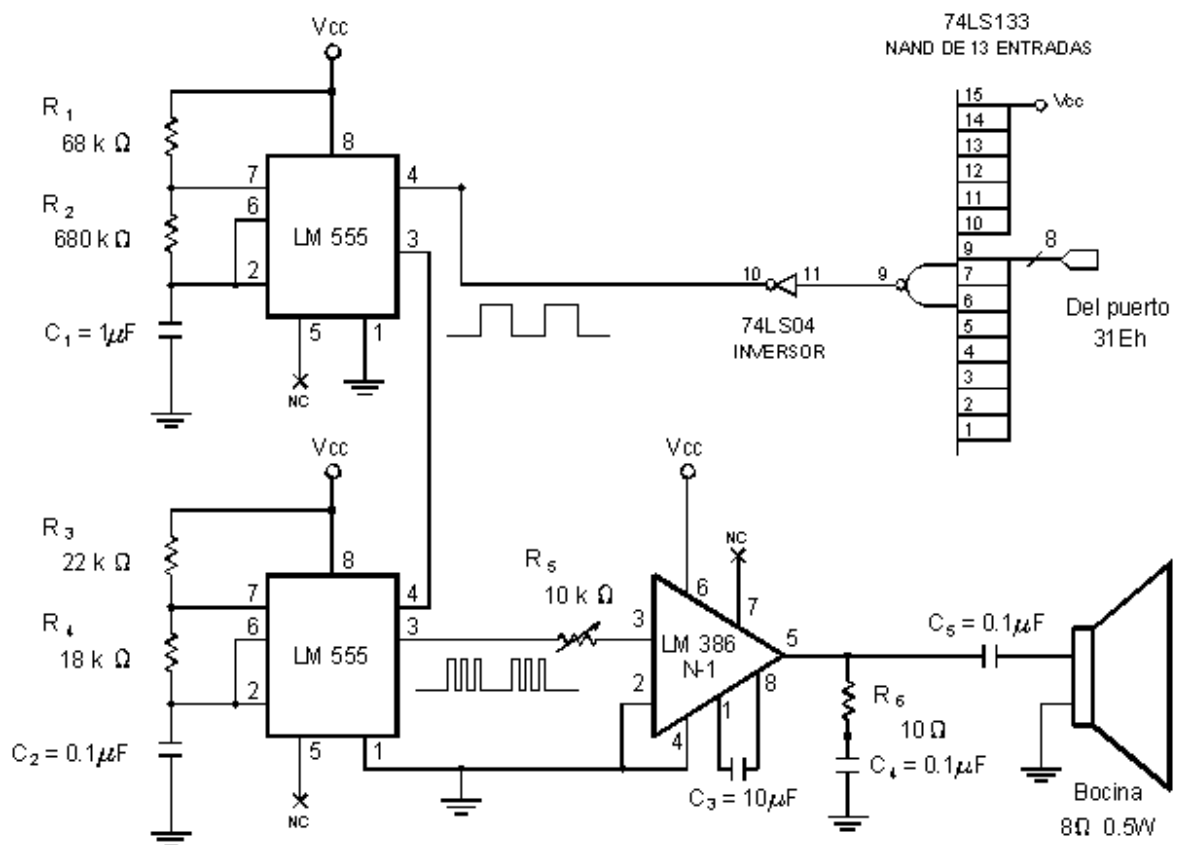 74LS133
NAND DE 13 ENTRADAS
Vcc
R1
68 k Ω
R2
680 k Ω
C1 = 1µF
8
7
6
2
4
3
5
1
LM 555
NC
10
11
9
74LS04
INVERSOR
15
14
13
12
11
10
9
7
6
5
4
3
2
1
Vcc
8
Del puerto
31Eh
Vcc
R3
22 k Ω
R4
18 k Ω
C2 = 0.1µF
8
7
6
2
4
3
5
1
LM 555
NC
R5
10 k Ω
Vcc
NC
6
7
3
2
5
8
1
4
LM 386
N-1
C3 = 10µF
R6
10 Ω
C4 = 0.1µF
C5 = 0.1µF
Bocina
8Ω 0.5W